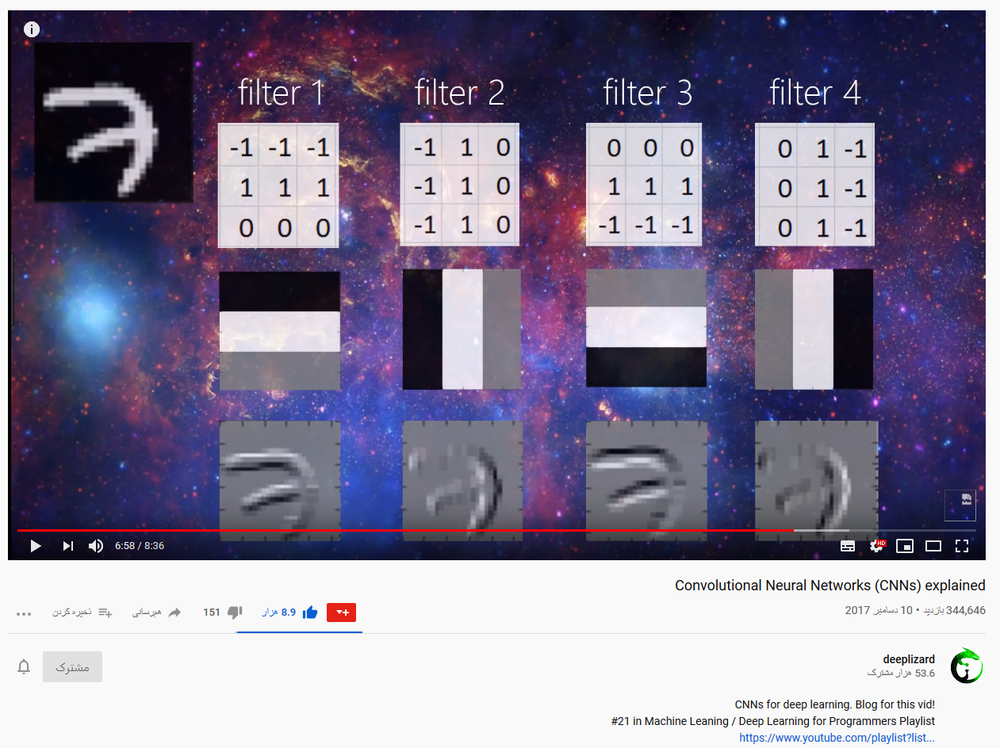 filter 1 filter 2 filter 3 filter 4
-1 -1 -1 -1 1 0 0 0 0 0 1 -1
1 1 1 -1 1 0 1 1 1 0 1 -1
0 0 0 -1 1 0 -1 -1 -1 0 1 -1
6:58 / 8:36
HD
Convolutional Neural Networks (CNNs) explained
344,646 بازدید • 10 دسامبر 2017
8.9 هزار 151 هم‌رسانی ذخیره کردن
deeplizard
53.6 هزار مشترک
مشترک
CNNs for deep learning. Blog for this vid!
#21 in Machine Leaning / Deep Learning for Programmers Playlist
https://www.youtube.com/playlist?list...